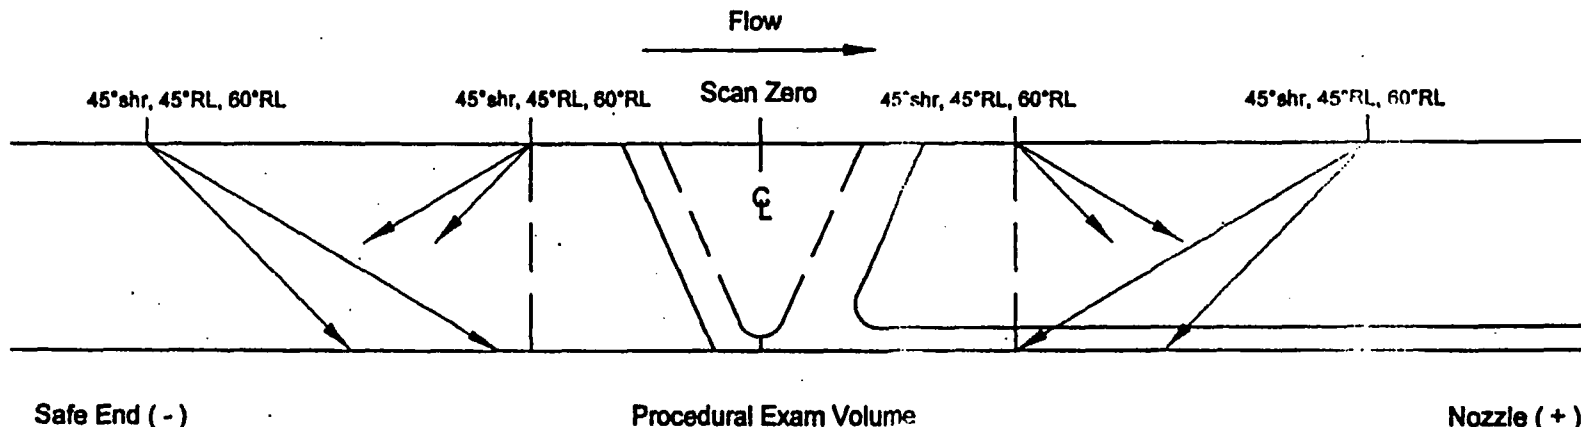 Flow
Scan Zero
45°shr, 45°RL, 60°RL
45°shr, 45°RL, 60°RL
45°shr, 45°RL, 60°RL
45°shr, 45°RL, 60°RL
℄
Safe End ( - )
Procedural Exam Volume
Nozzle ( + )